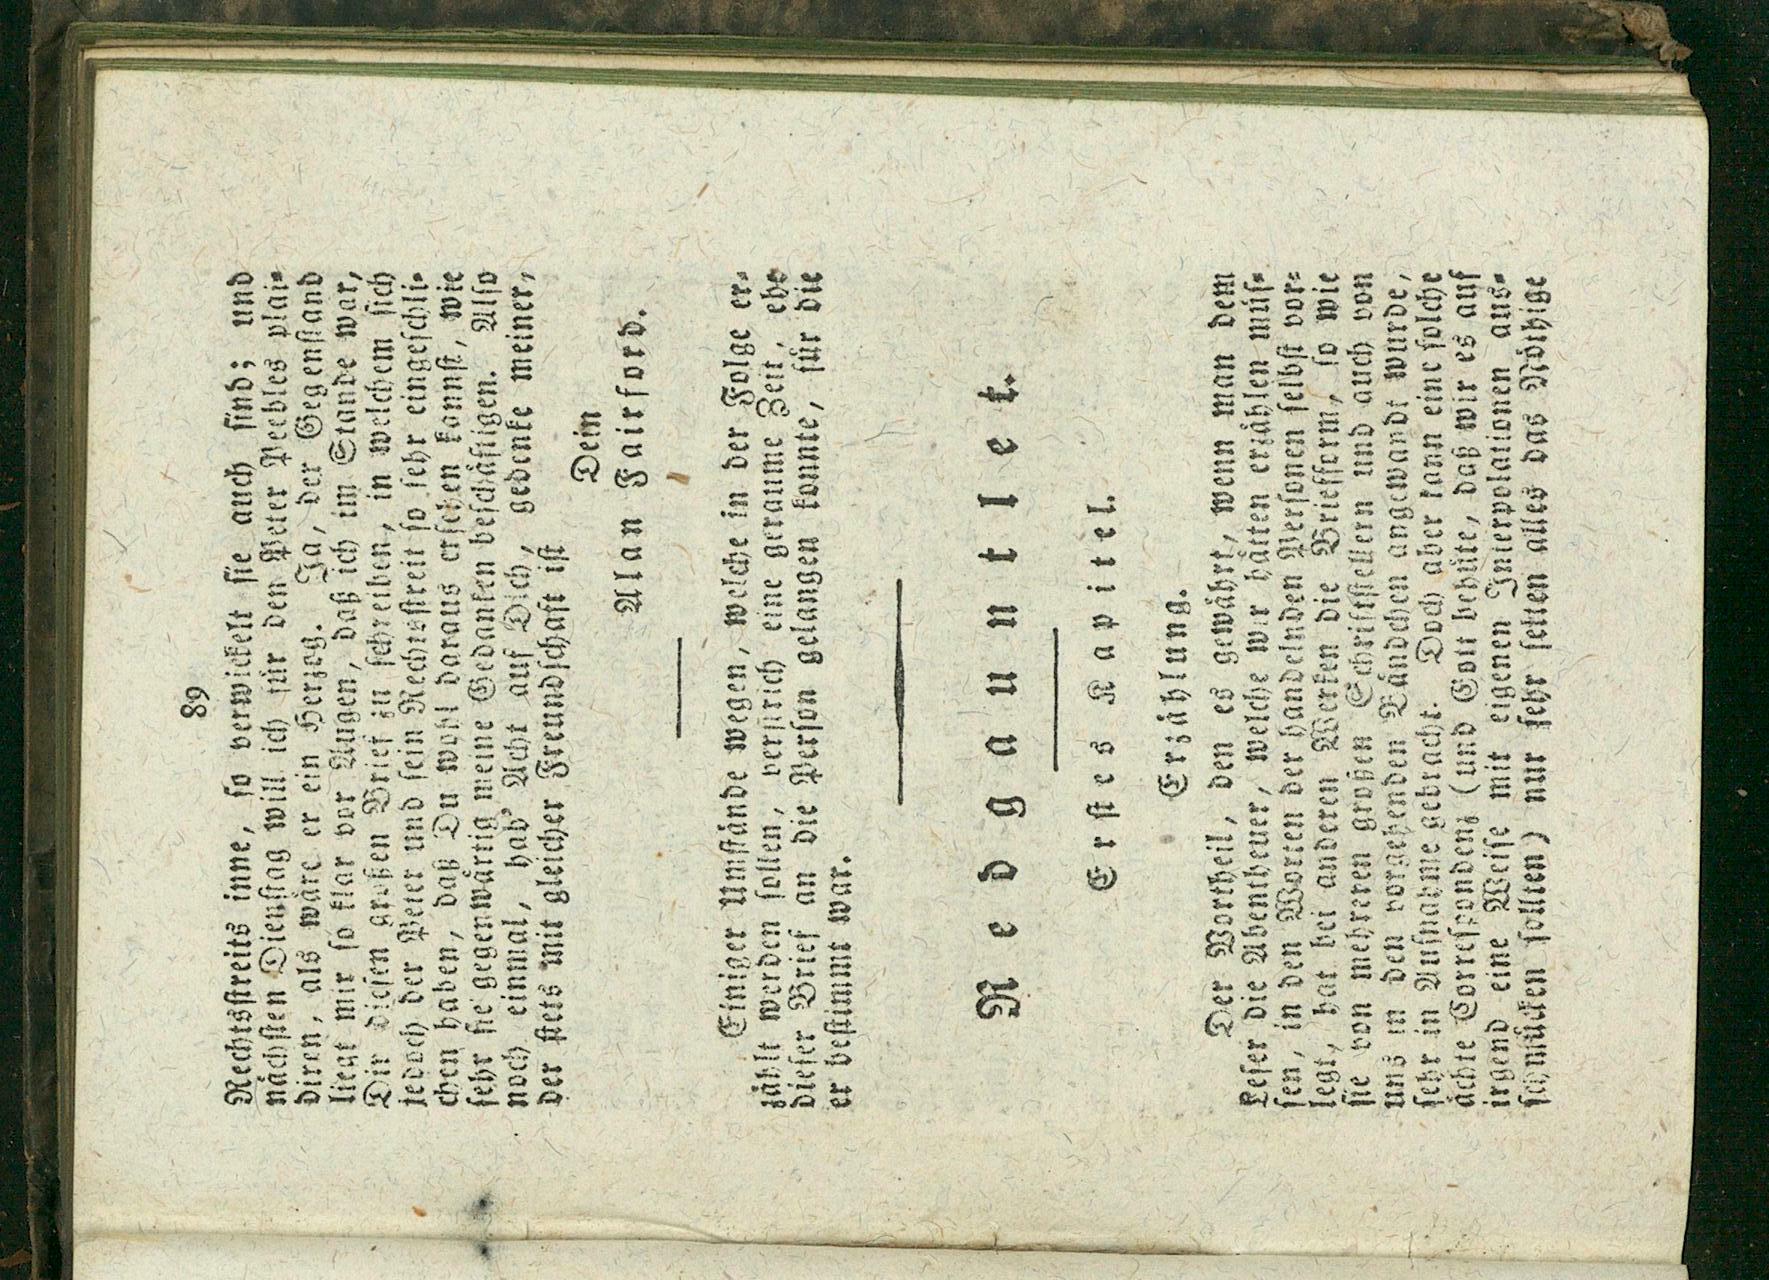 89
Rechtsstreits inne, so verwickelt sie auch sind; und
nächsten Dienstag will ich für den Peter Peebles plai-
diren, als wäre er ein Herzog. Ja, der Gegenstand
liegt mir so klar vor Augen, daß ich im Stande war,
Dir diesen großen Brief zu schreiben, in welchem sich
jedoch der Peter und sein Rechtsstreit so sehr eingeschli-
chen haben, daß Du wohl daraus ersehen kannst, wie
sehr sie gegenwärtig meine Gedanken beschäftigen. Also
noch einmal, hab' Acht auf Dich, gedenke meiner,
der stets mit gleicher Freundschaft ist
Dein
Alan Fairford.
Einiger Umstände wegen, welche in der Folge er-
zählt werden sollen, verstrich eine geraume Zeit, ehe
dieser Brief an die Person gelangen konnte, für die
er bestimmt war.
Redgauntlet.
Erstes Kapitel.
Erzählung.
Der Vortheil, den es gewährt, wenn man dem
Leser die Abentheuer, welche wir hätten erzählen müs-
sen, in den Worten der handelnden Personen selbst vor-
legt, hat bei anderen Werken die Briefform, so wie
sie von mehreren großen Schriftstellern und auch von
uns in den vorgehenden Bändchen angewandt wurde,
sehr in Aufnahme gebracht. Doch aber kann eine solche
ächte Correspondenz (und Gott behüte, daß wir es auf
irgend eine Weise mit eigenen Interpolationen aus-
schmücken sollten) nur sehr selten alles das Nöthige